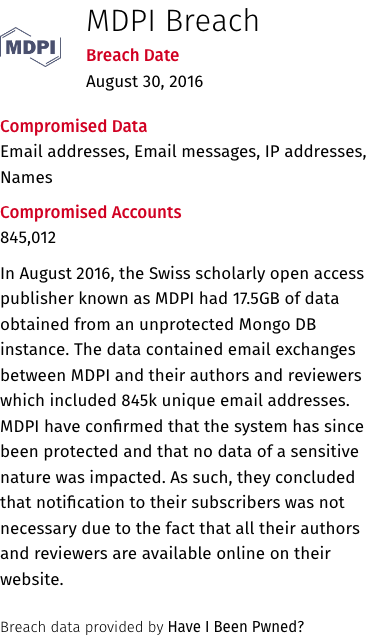 MDPI Breach
MDPI
Breach Date
August 30, 2016
Compromised Data
Email addresses, Email messages, IP addresses,
Names
Compromised Accounts
845,012
In August 2016, the Swiss scholarly open access
publisher known as MDPI had 17.5GB of data
obtained from an unprotected Mongo DB
instance. The data contained email exchanges
between MDPI and their authors and reviewers
which included 845k unique email addresses.
MDPI have confirmed that the system has since
been protected and that no data of a sensitive
nature was impacted. As such, they concluded
that notification to their subscribers was not
necessary due to the fact that all their authors
and reviewers are available online on their
website.
Breach data provided by Have I Been Pwned?